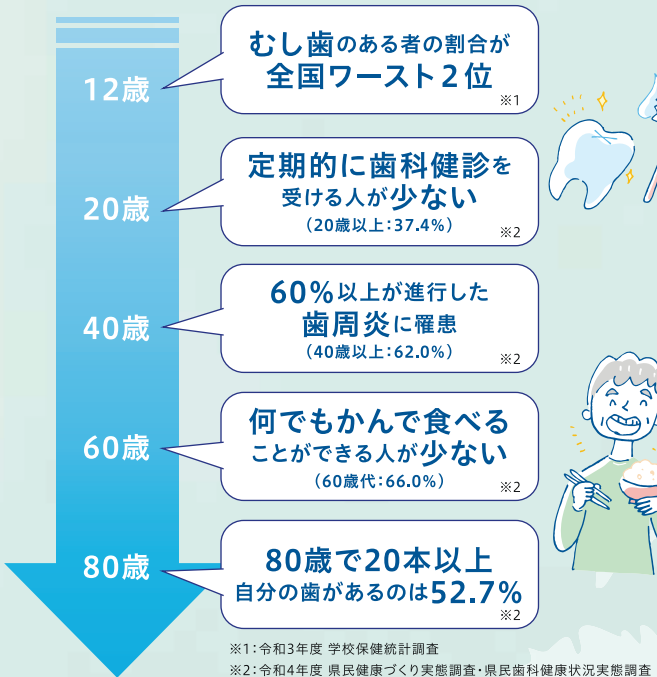 12歳
むし歯のある者の割合が
全国ワースト2位
※1
20歳
定期的に歯科健診を
受ける人が少ない
(20歳以上:37.4%)
※2
40歳
60%以上が進行した
歯周炎に罹患
(40歳以上:62.0%)
※2
60歳
何でもかんで食べる
ことができる人が少ない
(60歳代:66.0%)
※2
80歳
80歳で20本以上
自分の歯があるのは52.7%
※2
※1:令和3年度 学校保健統計調査
※2:令和4年度 県民健康づくり実態調査・県民歯科健康状況実態調査